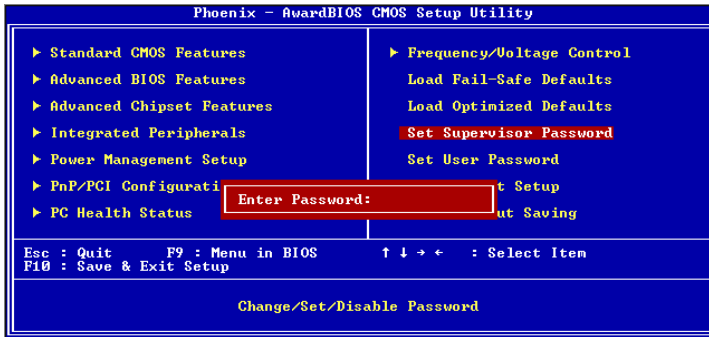 Phoenix - AwardBIOS CMOS Setup Utility
► Standard CMOS Features
► Advanced BIOS Features
► Advanced Chipset Features
► Integrated Peripherals
► Power Management Setup
► PnP/PCI
► PC Health Status
► Frequency/Voltage Control
Load Fail-Safe Defaults
Load Optimized Defaults
Set Supervisor Password
Set User Password
Setup
Saving
Enter Password:
Esc : Quit F9 : Menu in BIOS ↑ ↓ → ← : Select Item
F10 : Save & Exit Setup
Change/Set/Disable Password